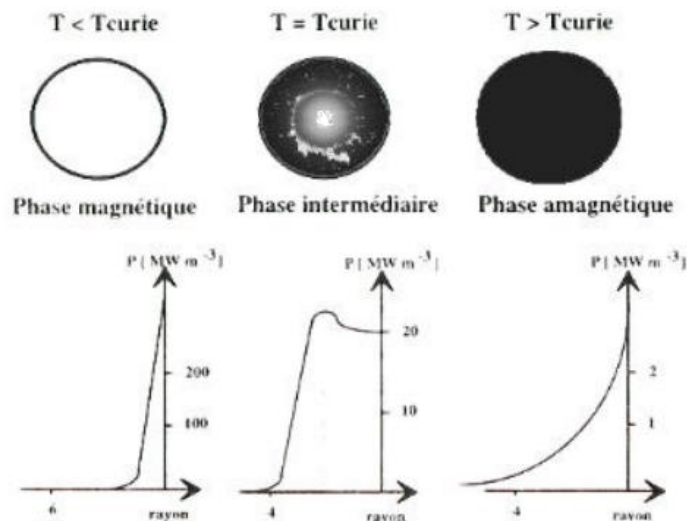 T < Tcurie
T = Tcurie
T > Tcurie
Phase magnétique
Phase intermédiaire
Phase amagnétique
P [ MW m -3]
200
100
6
rayon
P [ MW m -3]
20
10
4
rayon
P [ MW m -3]
2
1
4
rayon